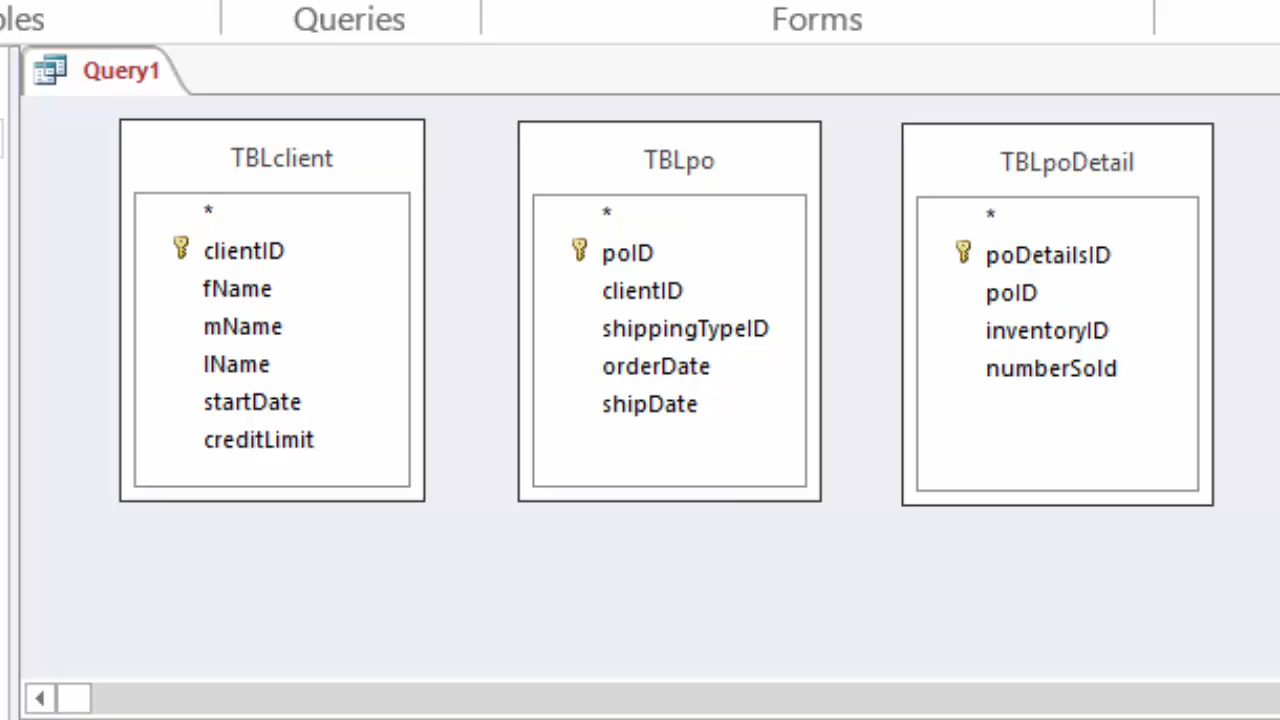 Queries
Forms
Query1
TBLclient
*
clientID
fName
mName
lName
startDate
creditLimit
TBLpo
*
poID
clientID
shippingTypeID
orderDate
shipDate
TBLpoDetail
*
poDetailsID
poID
inventoryID
numberSold